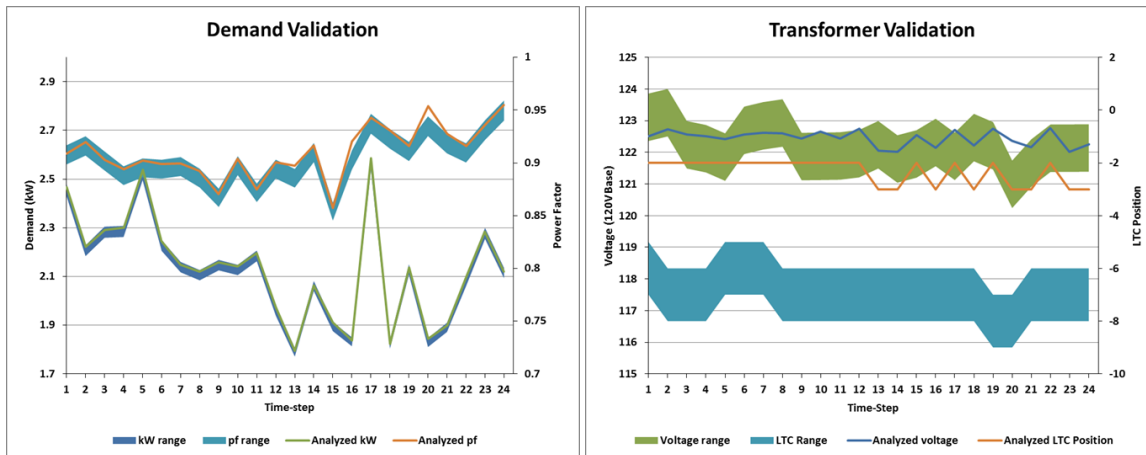 Demand Validation
2.9
2.7
2.5
2.3
2.1
1.9
1.7
Demand (kW)
1
0.95
0.9
0.85
0.8
0.75
0.7
Power Factor
1 2 3 4 5 6 7 8 9 10 11 12 13 14 15 16 17 18 19 20 21 22 23 24
Time-step
kW range pf range Analyzed kW Analyzed pf
Transformer Validation
125
124
123
122
121
120
119
118
117
116
115
Voltage (120V Base)
2
0
-2
-4
-6
-8
-10
LTC Position
1 2 3 4 5 6 7 8 9 10 11 12 13 14 15 16 17 18 19 20 21 22 23 24
Time-Step
Voltage range LTC Range Analyzed voltage Analyzed LTC Position